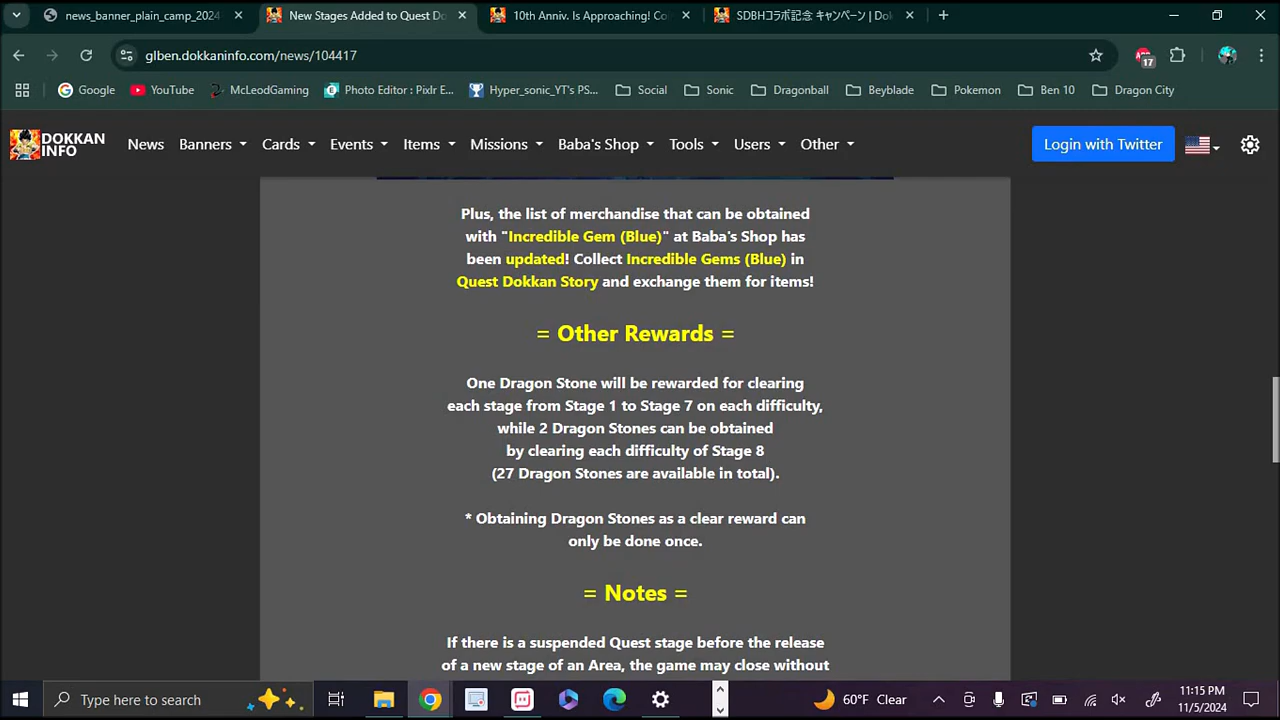 news_banner_plain_camp_2024
New Stages Added to Quest Do
10th Anniv. Is Approaching! Co
SDBHコラボ記念 キャンペーン | Do
glben.dokkaninfo.com/news/104417
17
Google
YouTube
McLeodGaming
Photo Editor : Pixlr E...
Hyper_sonic_YT's PS...
Social
Sonic
Dragonball
Beyblade
Pokemon
Ben 10
Dragon City
DOKKAN
INFO
News
Banners
Cards
Events
Items
Missions
Baba's Shop
Tools
Users
Other
Login with Twitter
Plus, the list of merchandise that can be obtained
with "Incredible Gem (Blue)" at Baba's Shop has
been updated! Collect Incredible Gems (Blue) in
Quest Dokkan Story and exchange them for items!
= Other Rewards =
One Dragon Stone will be rewarded for clearing
each stage from Stage 1 to Stage 7 on each difficulty,
while 2 Dragon Stones can be obtained
by clearing each difficulty of Stage 8
(27 Dragon Stones are available in total).
* Obtaining Dragon Stones as a clear reward can
only be done once.
= Notes =
If there is a suspended Quest stage before the release
of a new stage of an Area, the game may close without
Type here to search
60°F Clear
11:15 PM
11/5/2024